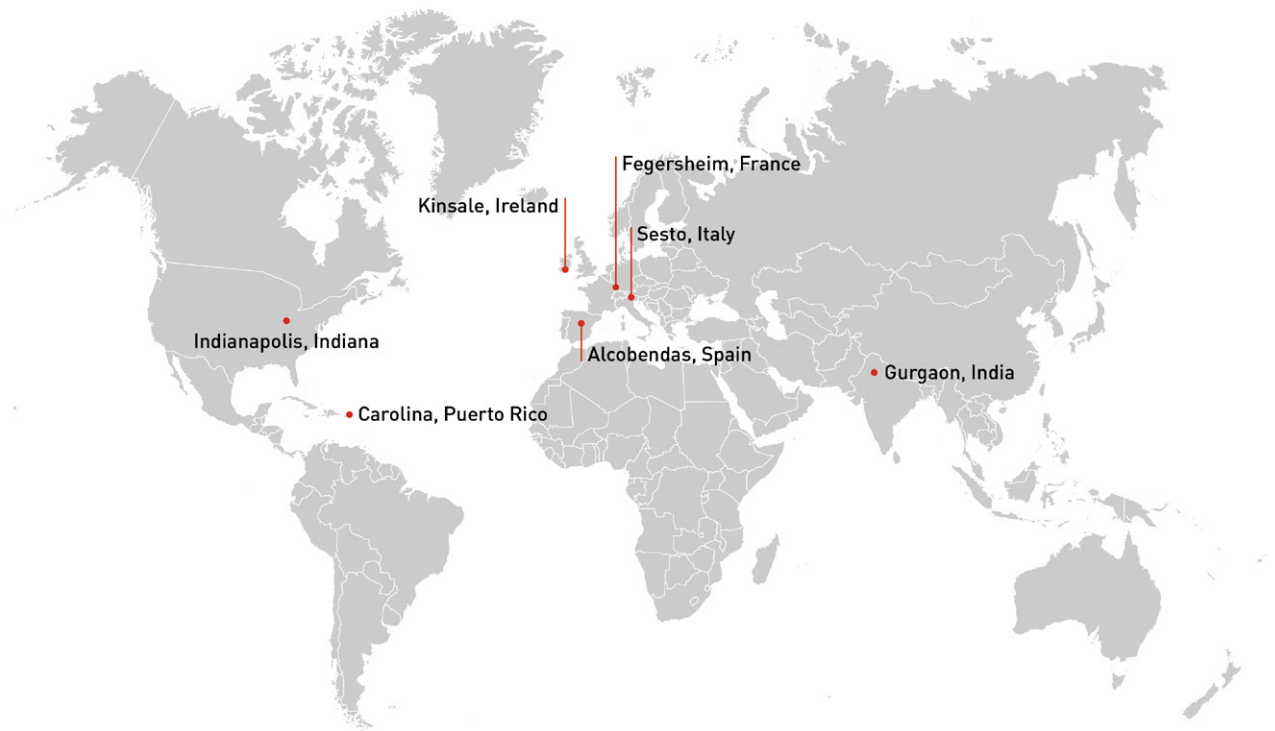 Fegersheim, France
Kinsale, Ireland
Sesto, Italy
Indianapolis, Indiana
Alcobendas, Spain
Gurgaon, India
Carolina, Puerto Rico